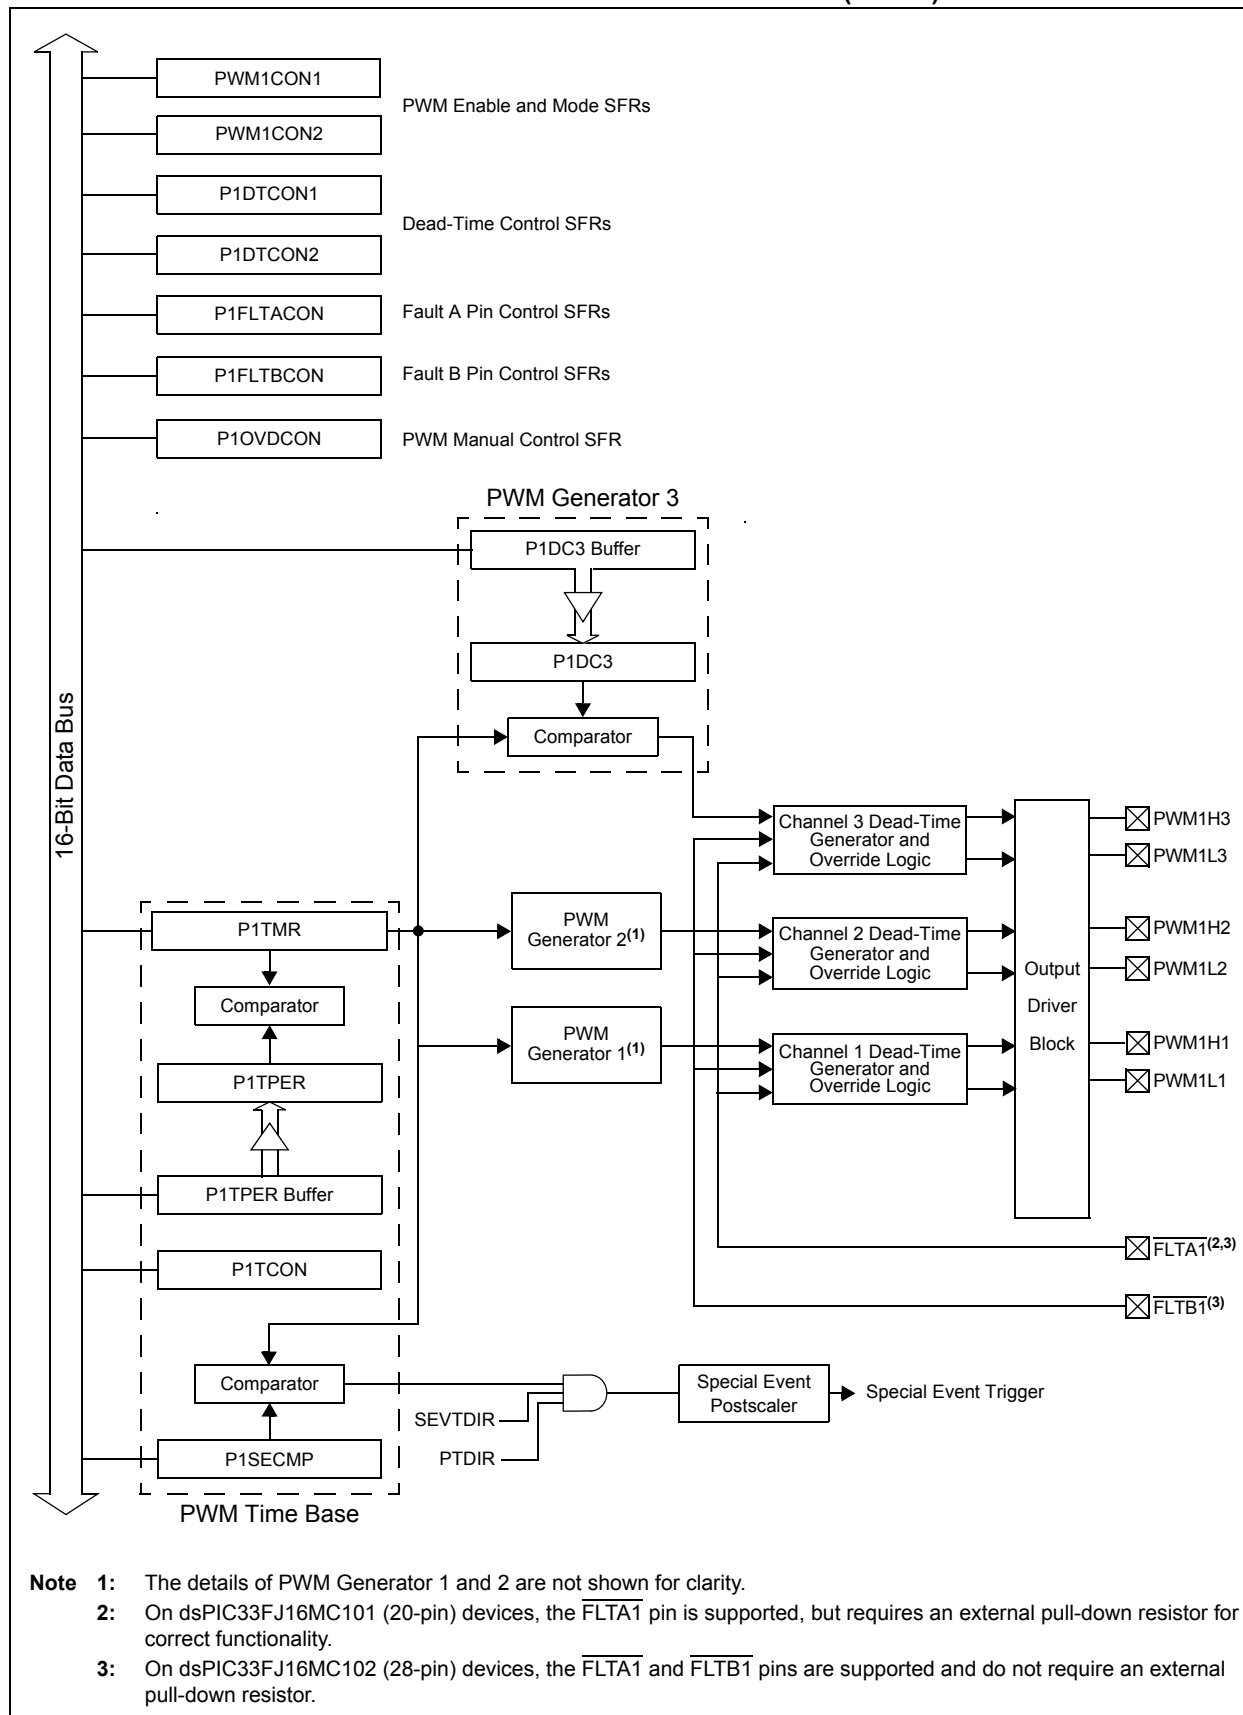 PWM1CON1
PWM Enable and Mode SFRs
PWM1CON2
P1DTCON1
Dead-Time Control SFRs
P1DTCON2
P1FLTACON
Fault A Pin Control SFRs
P1FLTBCON
Fault B Pin Control SFRs
P1OVDCON
PWM Manual Control SFR
PWM Generator 3
P1DC3 Buffer
P1DC3
Comparator
16-Bit Data Bus
Channel 3 Dead-Time
Generator and
Override Logic
PWM1H3
PWM1L3
P1TMR
PWM
Generator 2(1)
Channel 2 Dead-Time
Generator and
Override Logic
PWM1H2
PWM1L2
Output
Driver
Block
Comparator
PWM
Generator 1(1)
Channel 1 Dead-Time
Generator and
Override Logic
PWM1H1
PWM1L1
P1TPER
P1TPER Buffer
P1TCON
FLTA1(2,3)
FLTB1(3)
Comparator
SEVTDIR
PTDIR
Special Event
Postscaler
Special Event Trigger
P1SECMP
PWM Time Base
Note 1: The details of PWM Generator 1 and 2 are not shown for clarity.
2: On dsPIC33FJ16MC101 (20-pin) devices, the FLTA1 pin is supported, but requires an external pull-down resistor for
correct functionality.
3: On dsPIC33FJ16MC102 (28-pin) devices, the FLTA1 and FLTB1 pins are supported and do not require an external
pull-down resistor.